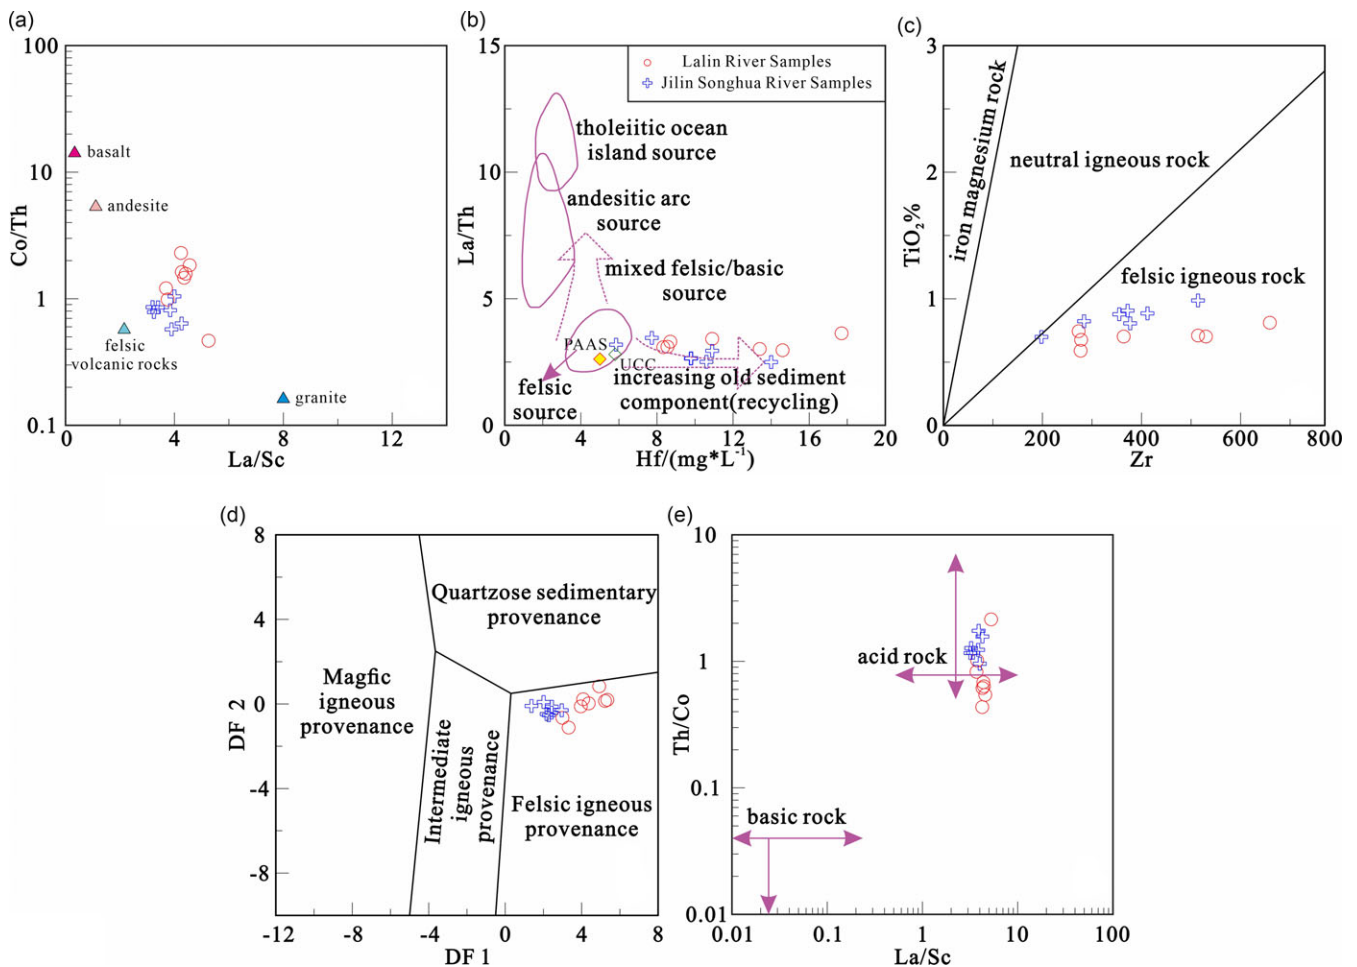 (a)
100
10
1
0.1
Co/Th
basalt
andesite
felsic
volcanic rocks
granite
0
4
8
12
La/Sc
(b)
15
10
5
0
La/Th
Lalin River Samples
Jilin Songhua River Samples
tholeiitic ocean
island source
andesitic arc
source
mixed felsic/basic
source
PAAS
UCC
felsic
source
increasing old sediment
component(recycling)
0
4
8
12
16
20
Hf/(mg*L⁻¹)
(c)
3
2
1
0
TiO₂%
iron magnesium rock
neutral igneous rock
felsic igneous rock
0
200
400
600
800
Zr
(d)
8
4
0
-4
-8
DF 2
Quartzose sedimentary
provenance
Magfic
igneous
provenance
Intermediate
igneous
provenance
Felsic igneous
provenance
-12
-8
-4
0
4
8
DF 1
(e)
10
1
0.1
0.01
Th/Co
acid rock
basic rock
0.01
0.1
1
10
100
La/Sc